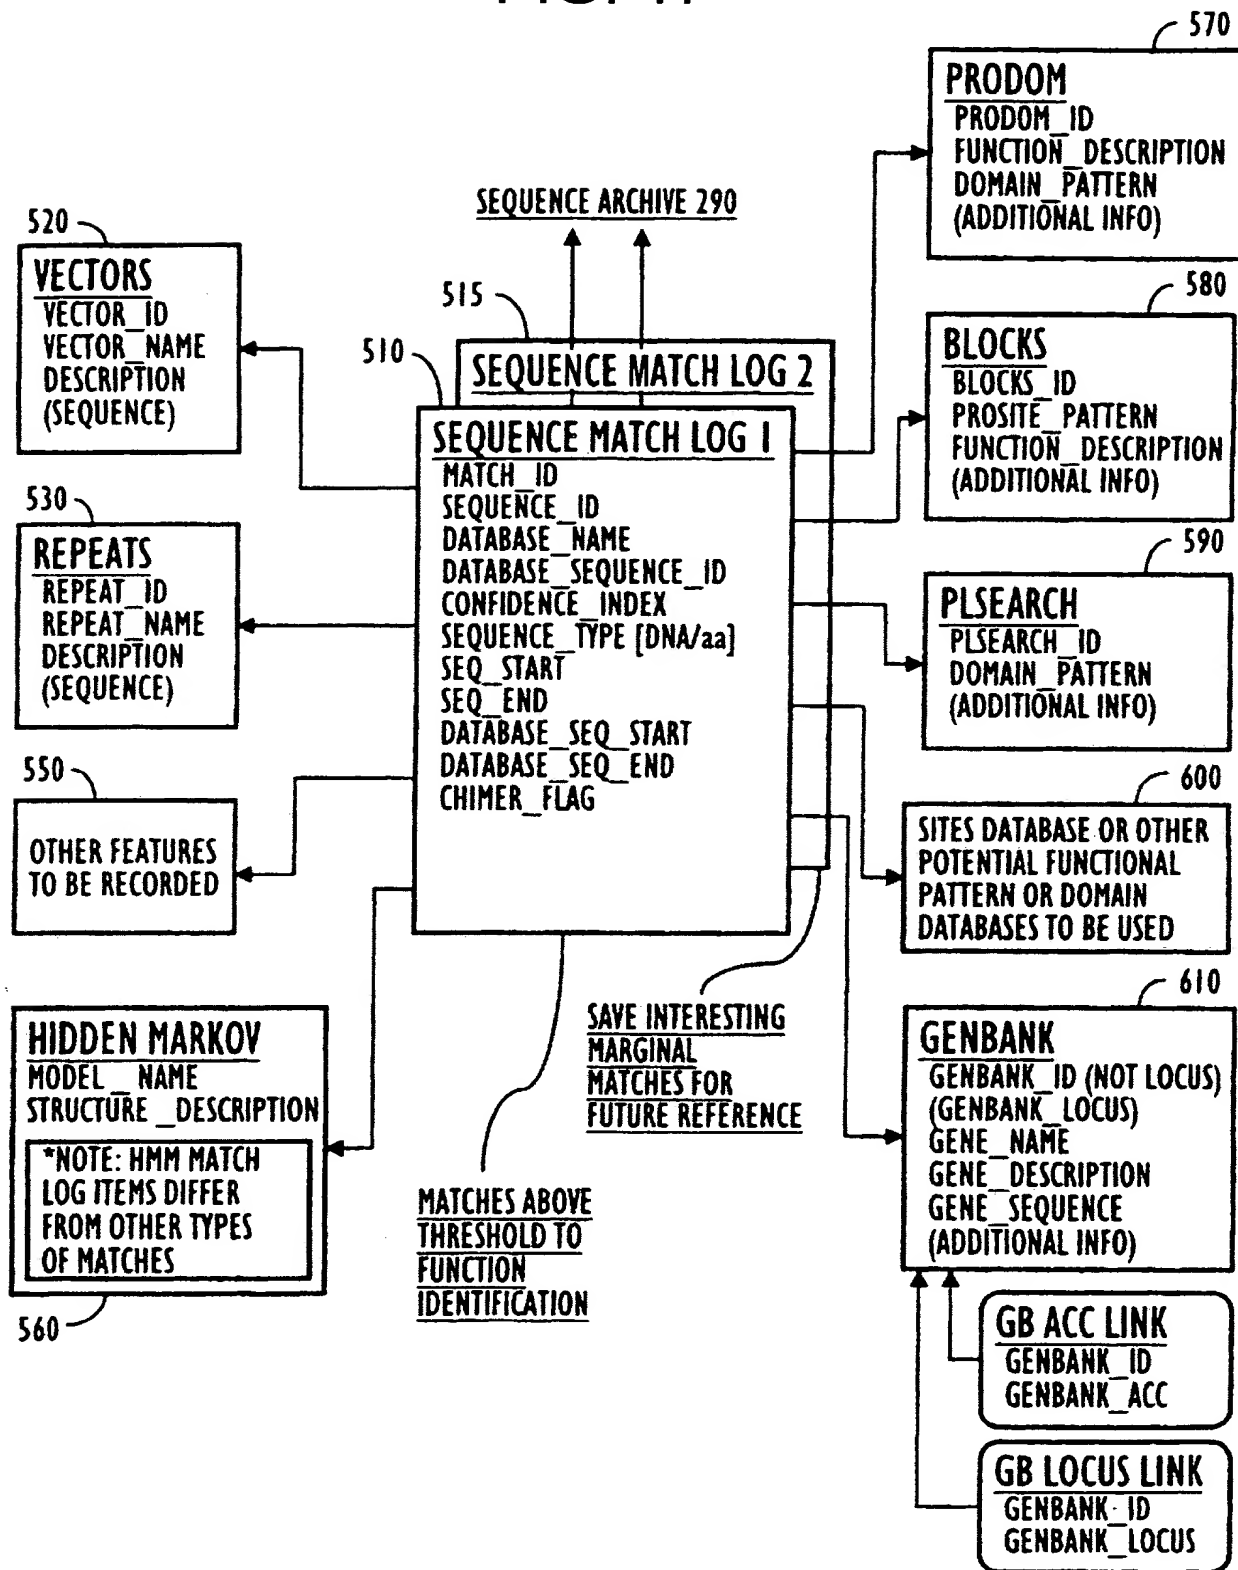 570
PRODOM
PRODOM_ID
FUNCTION_DESCRIPTION
DOMAIN_PATTERN
(ADDITIONAL INFO)
SEQUENCE ARCHIVE 290
520
VECTORS
VECTOR_ID
VECTOR_NAME
DESCRIPTION
(SEQUENCE)
515
SEQUENCE MATCH LOG 2
510
SEQUENCE MATCH LOG 1
MATCH_ID
SEQUENCE_ID
DATABASE_NAME
DATABASE_SEQUENCE_ID
CONFIDENCE_INDEX
SEQUENCE_TYPE [DNA/aa]
SEQ_START
SEQ_END
DATABASE_SEQ_START
DATABASE_SEQ_END
CHIMER_FLAG
580
BLOCKS
BLOCKS_ID
PROSITE_PATTERN
FUNCTION_DESCRIPTION
(ADDITIONAL INFO)
530
REPEATS
REPEAT_ID
REPEAT_NAME
DESCRIPTION
(SEQUENCE)
590
PLSEARCH
PLSEARCH_ID
DOMAIN_PATTERN
(ADDITIONAL INFO)
550
OTHER FEATURES
TO BE RECORDED
600
SITES DATABASE OR OTHER
POTENTIAL FUNCTIONAL
PATTERN OR DOMAIN
DATABASES TO BE USED
HIDDEN MARKOV
MODEL_NAME
STRUCTURE_DESCRIPTION
*NOTE: HMM MATCH
LOG ITEMS DIFFER
FROM OTHER TYPES
OF MATCHES
560
MATCHES ABOVE
THRESHOLD TO
FUNCTION
IDENTIFICATION
SAVE INTERESTING
MARGINAL
MATCHES FOR
FUTURE REFERENCE
610
GENBANK
GENBANK_ID (NOT LOCUS)
(GENBANK_LOCUS)
GENE_NAME
GENE_DESCRIPTION
GENE_SEQUENCE
(ADDITIONAL INFO)
GB ACC LINK
GENBANK_ID
GENBANK_ACC
GB LOCUS LINK
GENBANK_ID
GENBANK_LOCUS